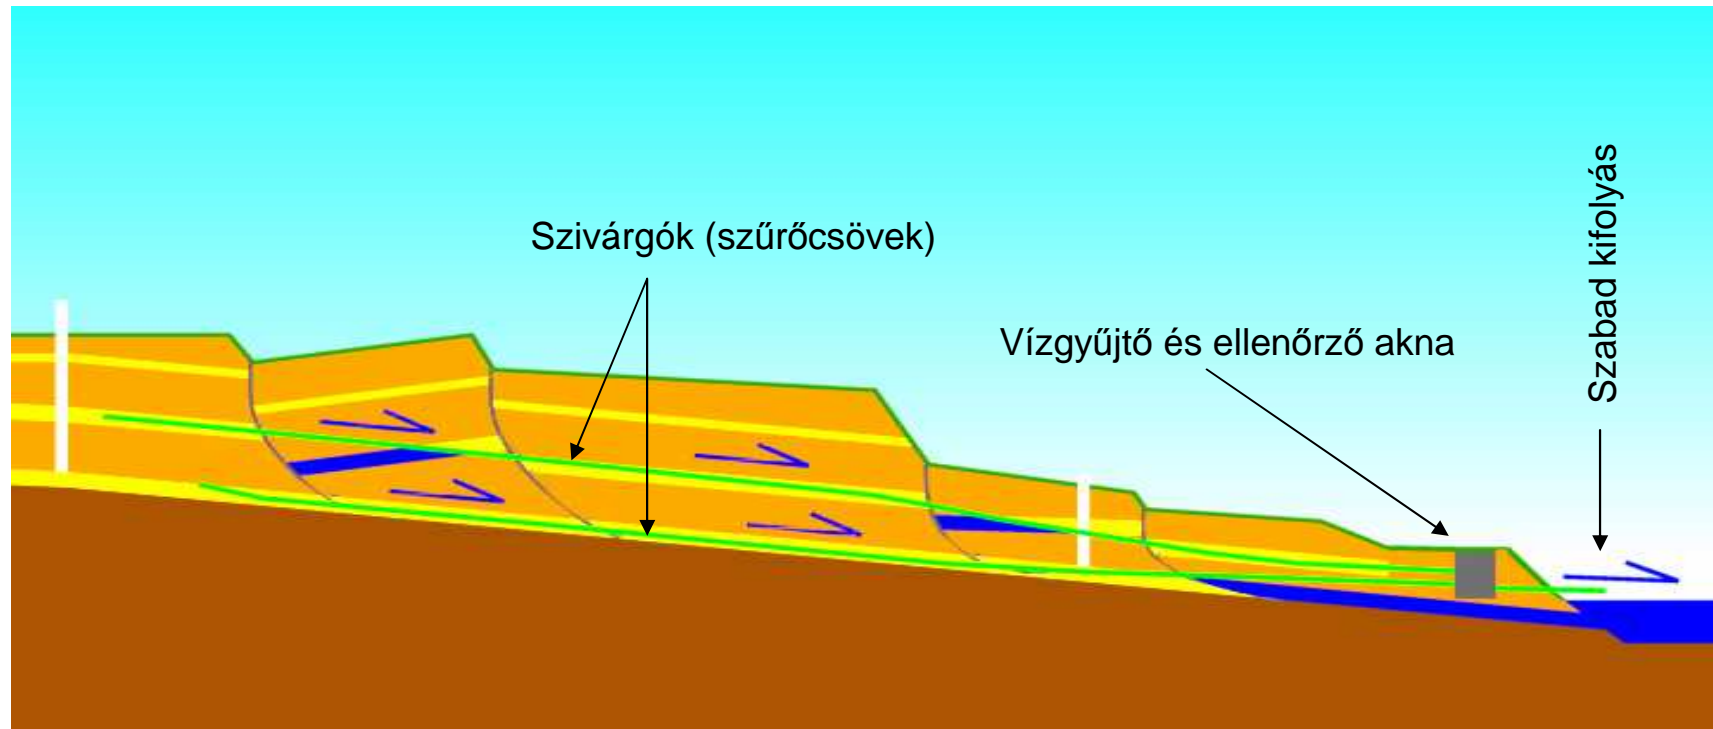 Szivárgók (szűrőcsövek)
Vízgyűjtő és ellenőrző akna
Szabad kifolyás